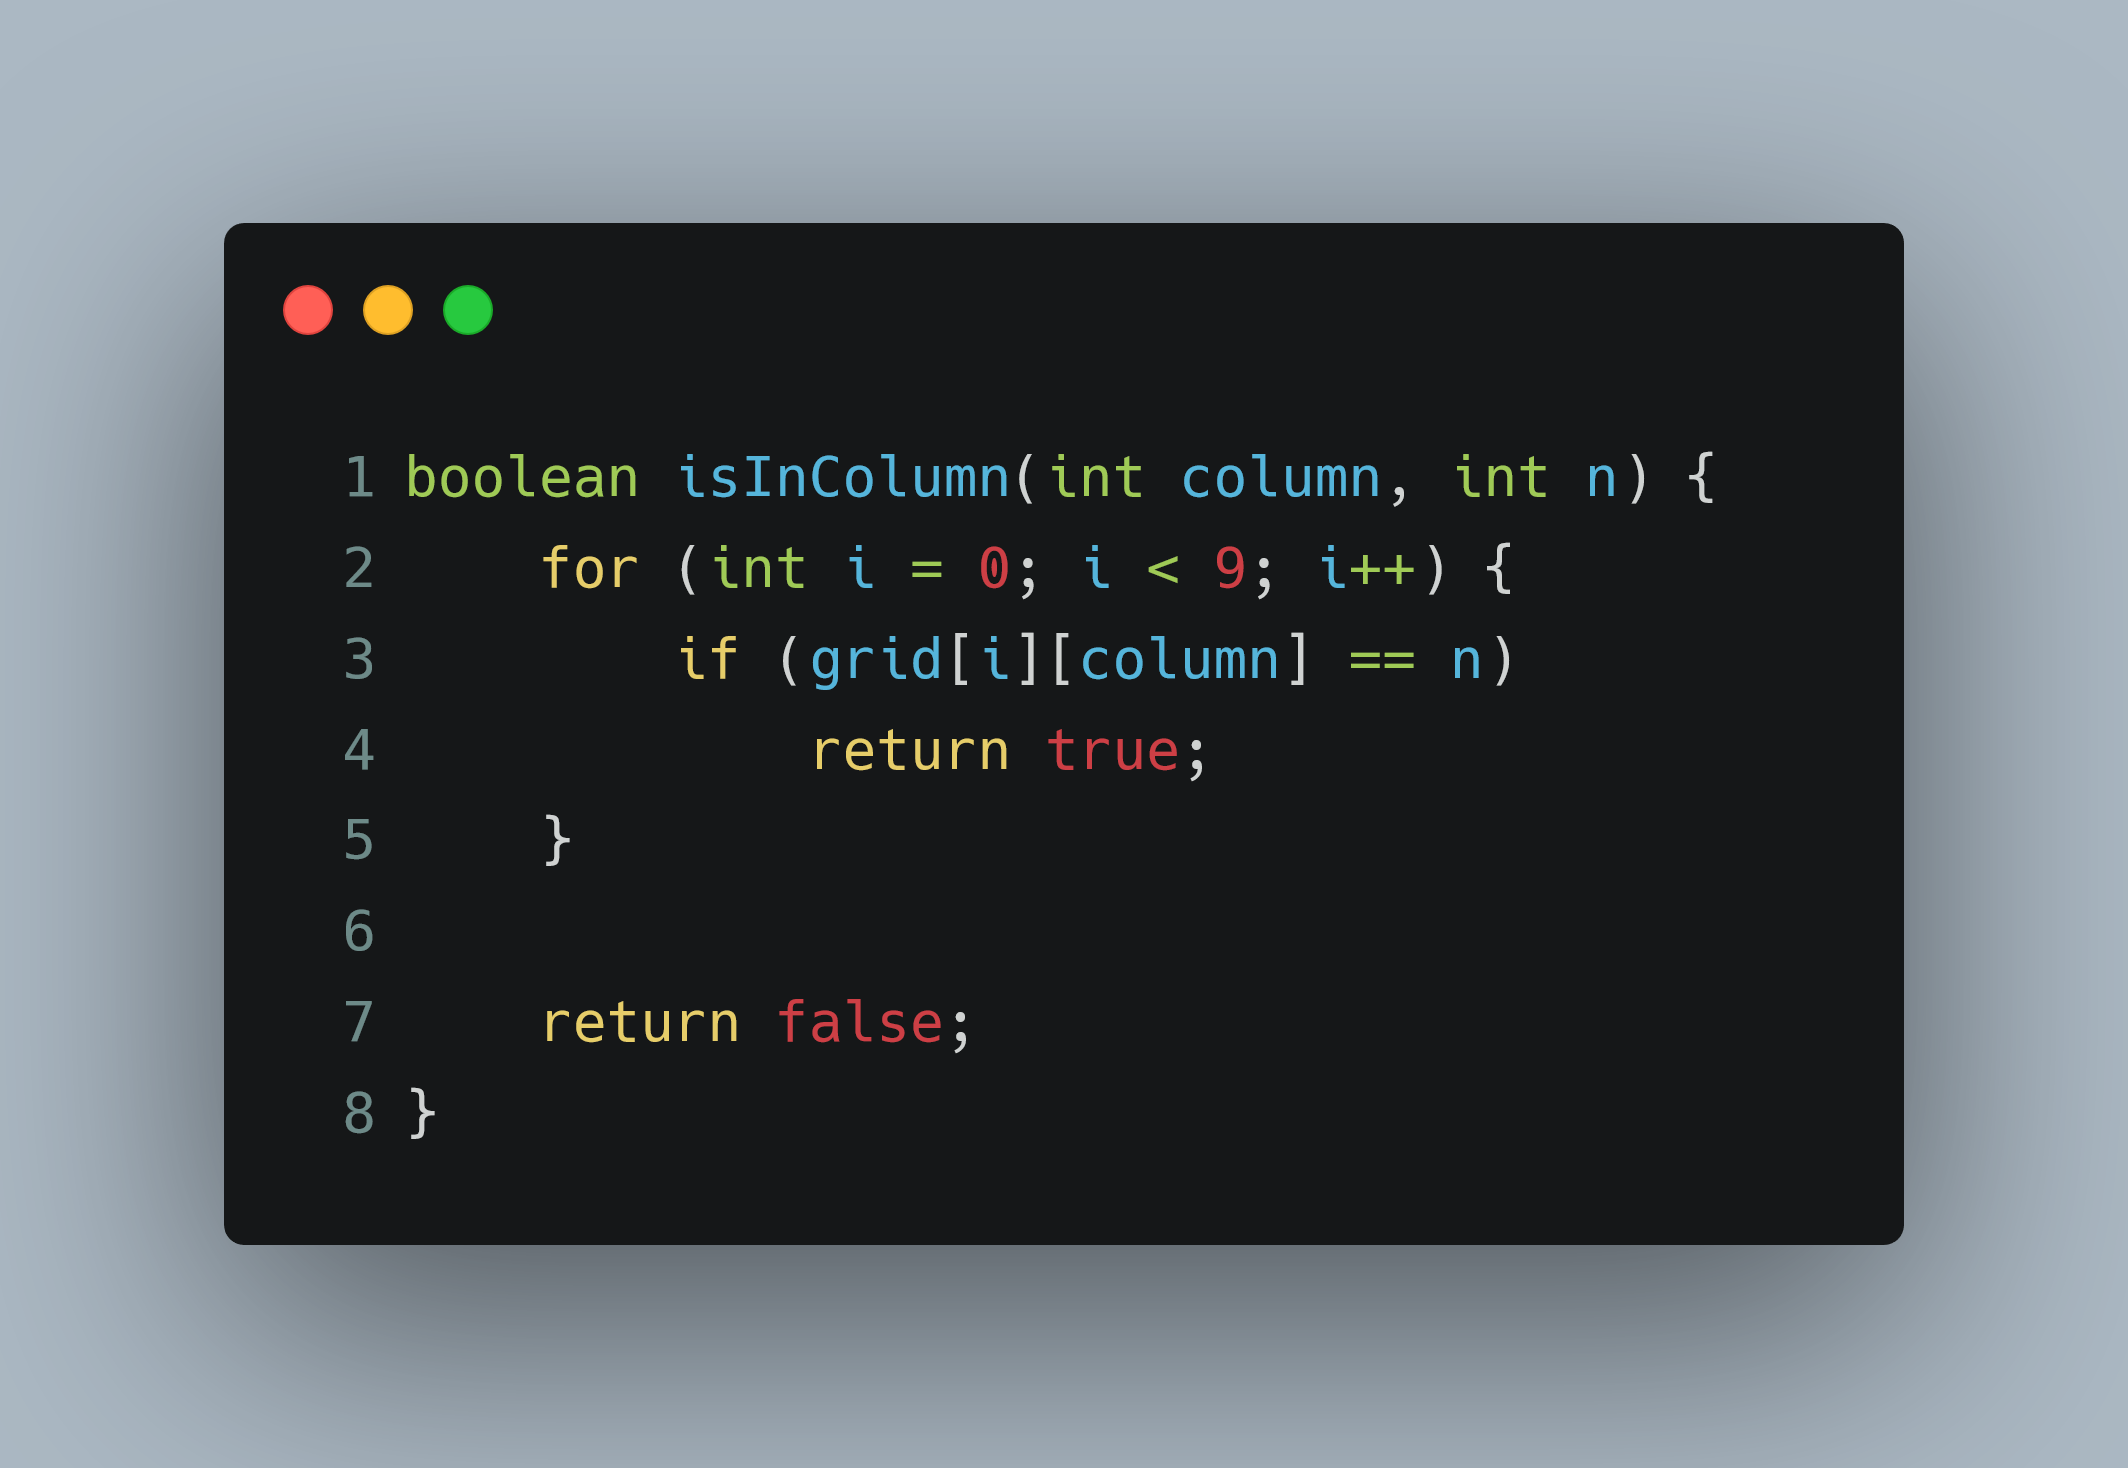 1 boolean isInColumn(int column, int n) {
2     for (int i = 0; i < 9; i++) {
3         if (grid[i][column] == n)
4             return true;
5     }
6
7     return false;
8 }